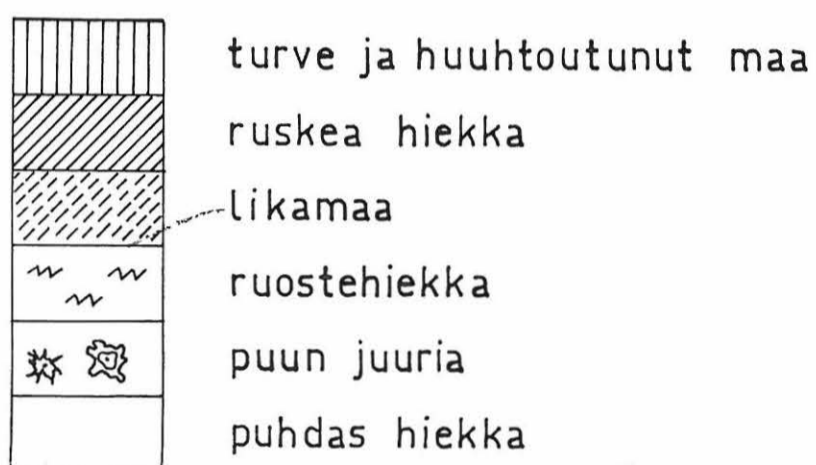 turve ja huuhtoutunut maa
ruskea hiekka
likamaa
ruostehiekka
puun juuria
puhdas hiekka